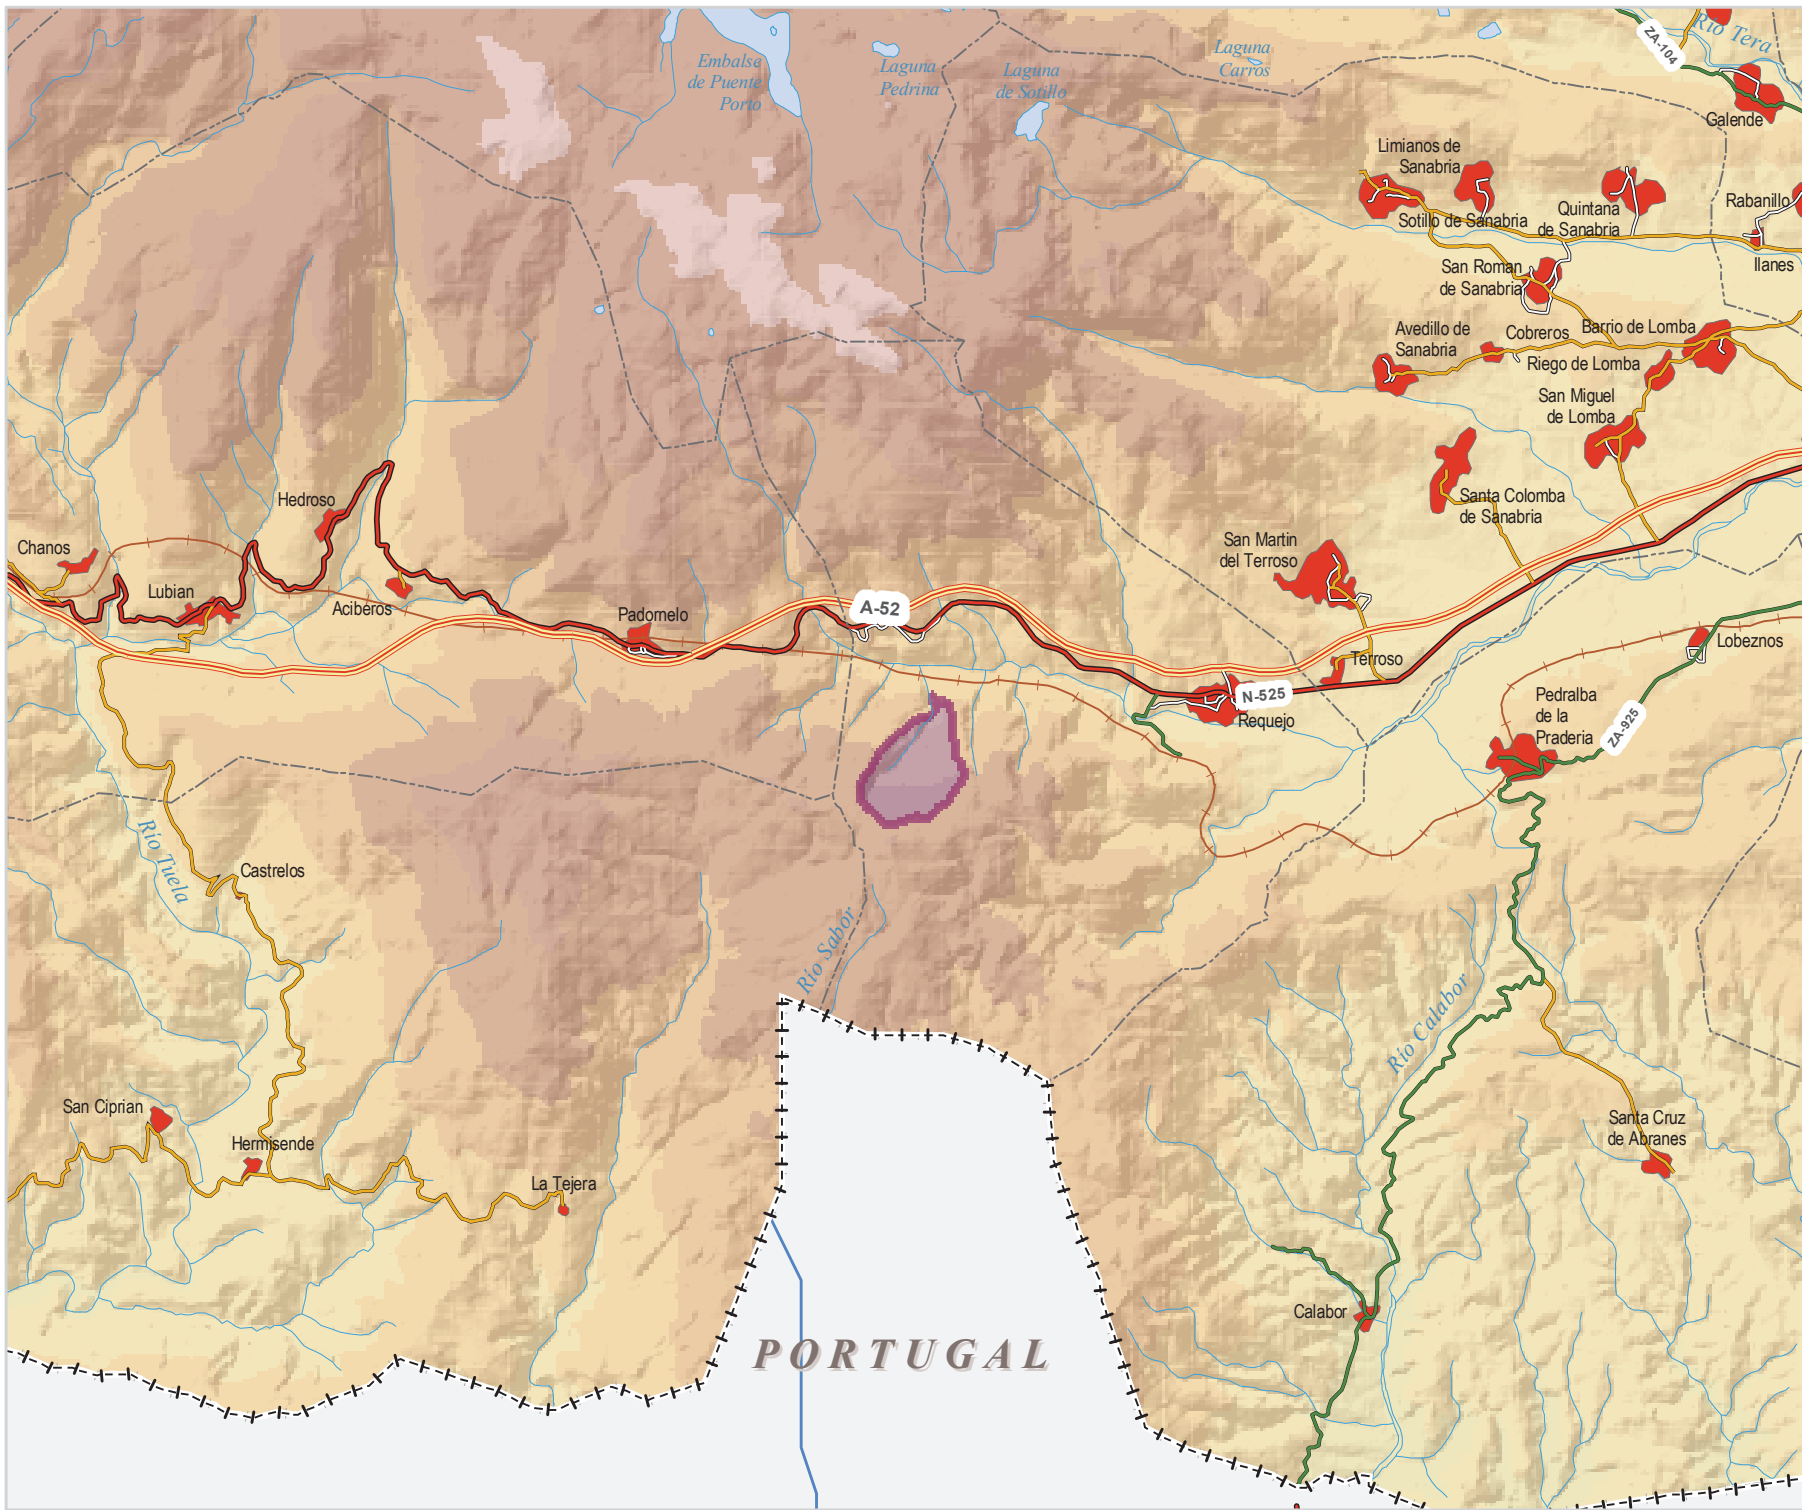 Río Tera
ZA-104
Embalse
de Puente
Porto
Laguna
Pedrina
Laguna
de Sotillo
Laguna
Carros
Galende
Limianos de
Sanabria
Sotillo de Sanabria
Quintana
de Sanabria
Rabanillo
Ilanes
San Roman
de Sanabria
Avedillo de
Sanabria
Cobreros
Barrio de Lomba
Riego de Lomba
San Miguel
de Lomba
Santa Colomba
de Sanabria
Hedroso
Chanos
Lubian
Aciberos
Padornelo
A-52
San Martin
del Terroso
Terroso
N-525
Requejo
Lobeznos
Pedralba
de la
Praderia
ZA-925
Río Tuela
Castrelos
Río Sabor
Río Calabor
San Ciprian
Hermisende
La Tejera
Santa Cruz
de Abranes
Calabor
PORTUGAL